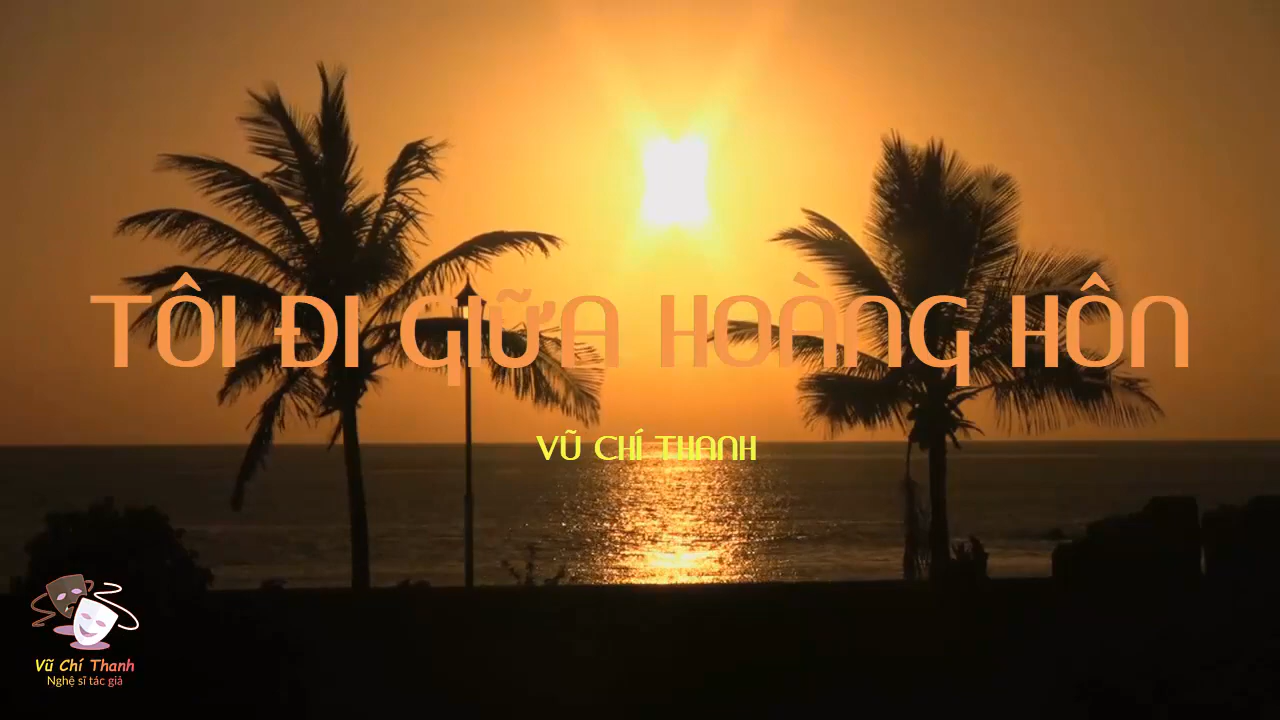 TÔI ĐI GIỮA HOÀNG HÔN
VŨ CHÍ THANH
Vũ Chí Thanh
Nghệ sĩ tác giả